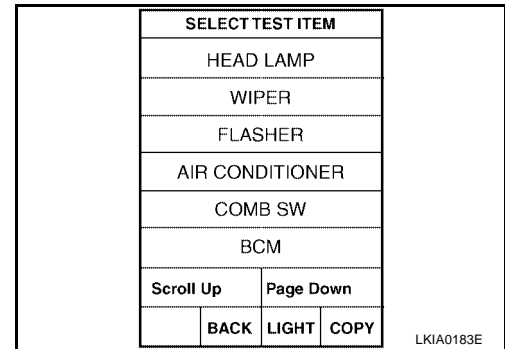 SELECT TEST ITEM
HEAD LAMP
WIPER
FLASHER
AIR CONDITIONER
COMB SW
BCM
Scroll Up Page Down
BACK LIGHT COPY
LKIA0183E